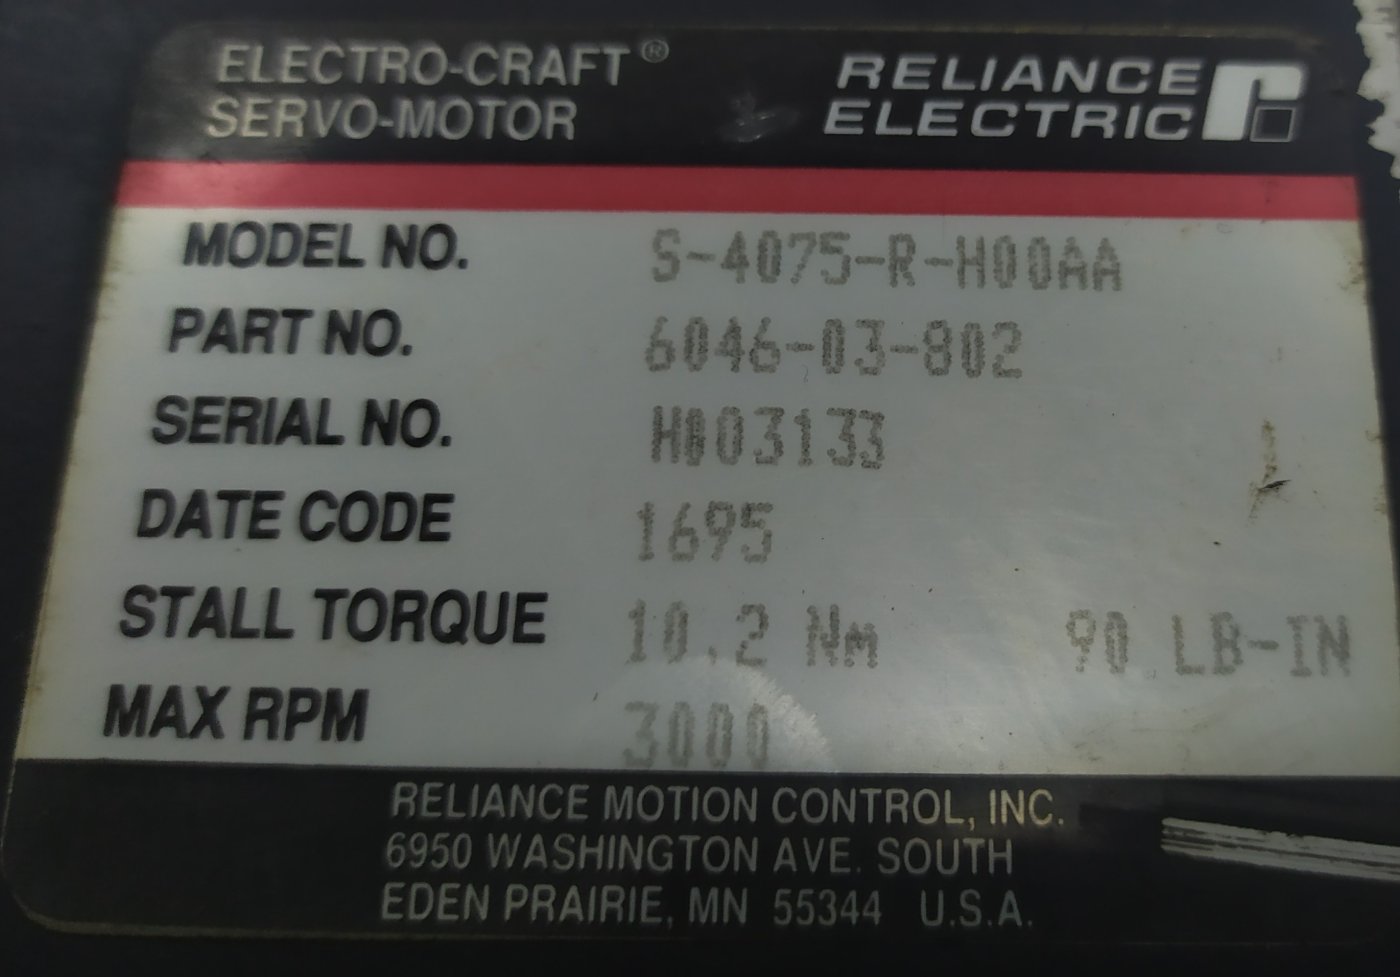 ELECTRO-CRAFT®
SERVO-MOTOR
RELIANCE
ELECTRIC
MODEL NO. S-4075-R-H00AA
PART NO. 6046-03-802
SERIAL NO. H003133
DATE CODE 1695
STALL TORQUE 10.2 Nm 90 LB-IN
MAX RPM 3000
RELIANCE MOTION CONTROL, INC.
6950 WASHINGTON AVE. SOUTH
EDEN PRAIRIE, MN 55344 U.S.A.